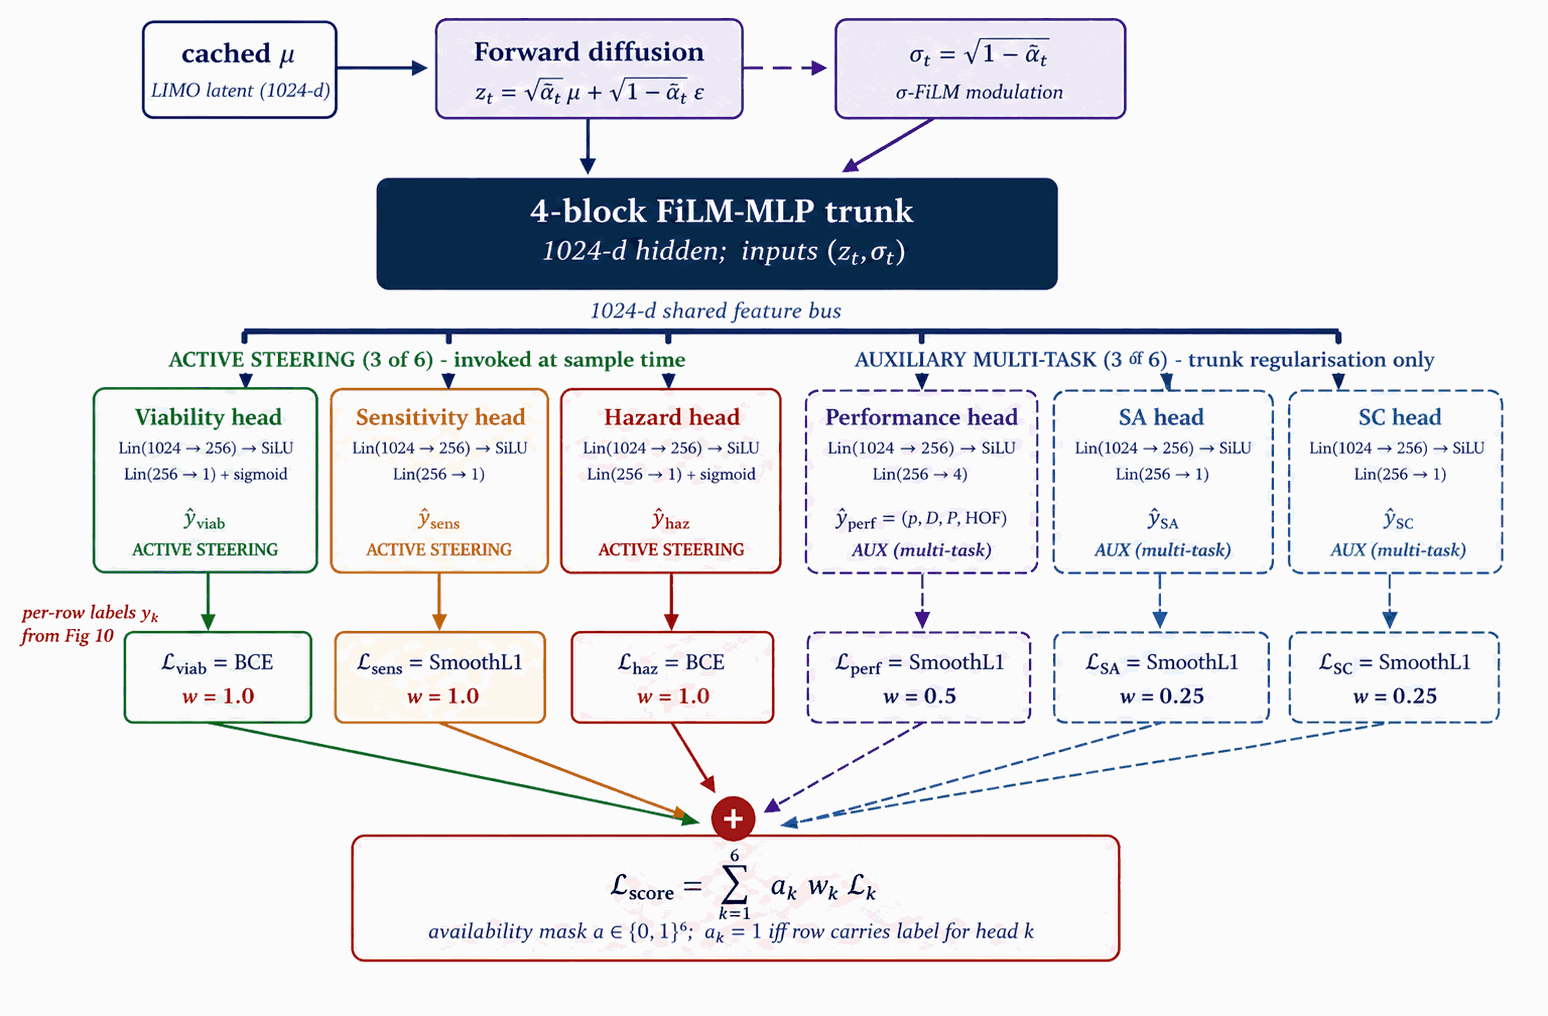 cached μ
LIMO latent (1024-d)
Forward diffusion
z_t = √α̃_t μ + √1 − α̃_t ε
σ_t = √1 − α̃_t
σ-FiLM modulation
4-block FiLM-MLP trunk
1024-d hidden; inputs (z_t, σ_t)
1024-d shared feature bus
ACTIVE STEERING (3 of 6) - invoked at sample time
AUXILIARY MULTI-TASK (3 of 6) - trunk regularisation only
Viability head
Lin(1024 → 256) → SiLU
Lin(256 → 1) + sigmoid
ŷ_viab
ACTIVE STEERING
Sensitivity head
Lin(1024 → 256) → SiLU
Lin(256 → 1)
ŷ_sens
ACTIVE STEERING
Hazard head
Lin(1024 → 256) → SiLU
Lin(256 → 1) + sigmoid
ŷ_haz
ACTIVE STEERING
Performance head
Lin(1024 → 256) → SiLU
Lin(256 → 4)
ŷ_perf = (p, D, P, HOF)
AUX (multi-task)
SA head
Lin(1024 → 256) → SiLU
Lin(256 → 1)
ŷ_SA
AUX (multi-task)
SC head
Lin(1024 → 256) → SiLU
Lin(256 → 1)
ŷ_SC
AUX (multi-task)
per-row labels y_k
from Fig 10
ℒ_viab = BCE
w = 1.0
ℒ_sens = SmoothL1
w = 1.0
ℒ_haz = BCE
w = 1.0
ℒ_perf = SmoothL1
w = 0.5
ℒ_SA = SmoothL1
w = 0.25
ℒ_SC = SmoothL1
w = 0.25
+
ℒ_score = ∑_{k=1}^{6} a_k w_k ℒ_k
availability mask a ∈ {0, 1}⁶; a_k = 1 iff row carries label for head k